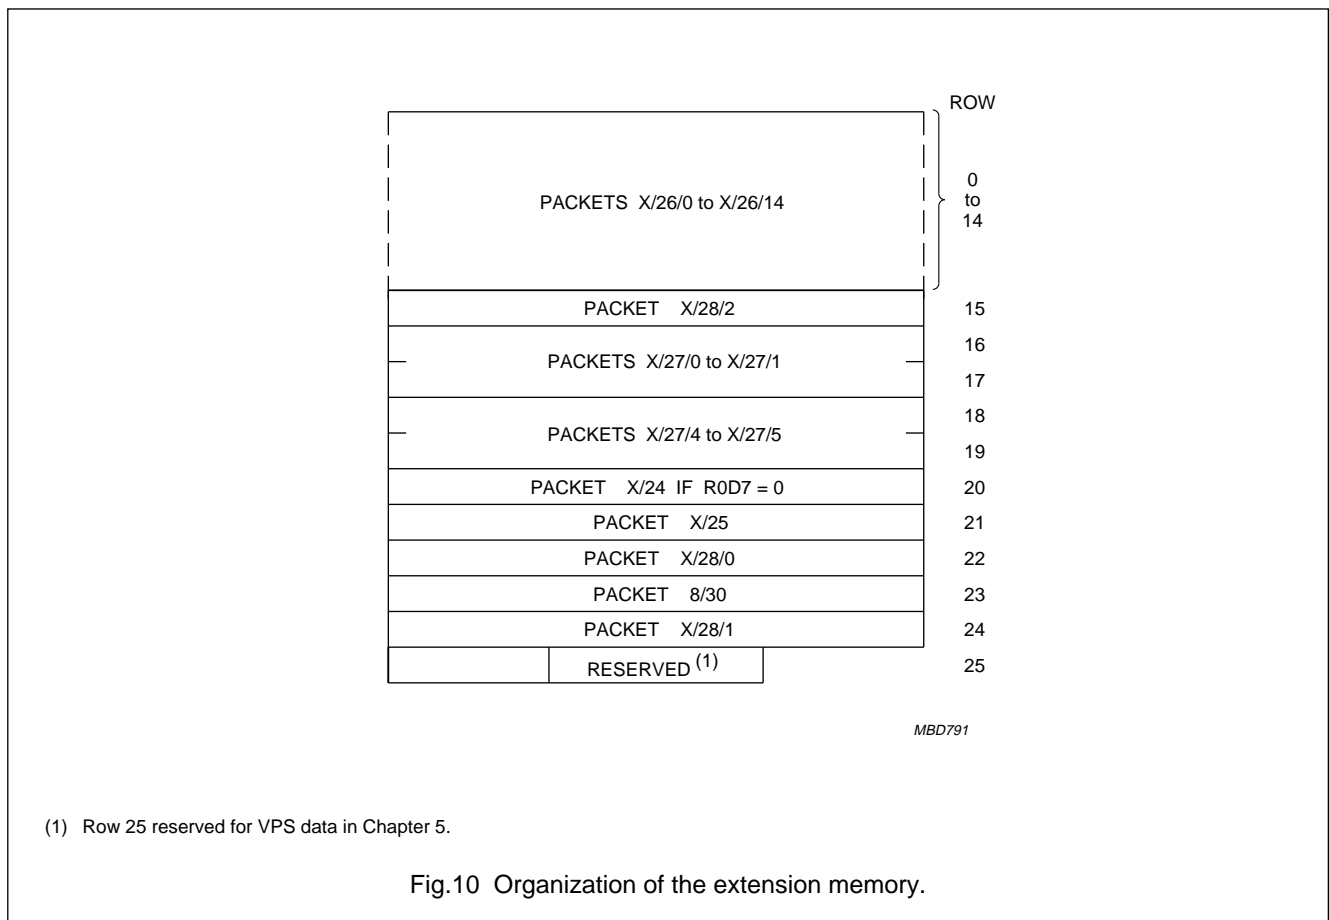 ROW
PACKETS X/26/0 to X/26/14
0
to
14
PACKET X/28/2 15
16
PACKETS X/27/0 to X/27/1
17
18
PACKETS X/27/4 to X/27/5
19
PACKET X/24 IF R0D7 = 0 20
PACKET X/25 21
PACKET X/28/0 22
PACKET 8/30 23
PACKET X/28/1 24
RESERVED (1) 25
MBD791
(1) Row 25 reserved for VPS data in Chapter 5.
Fig.10 Organization of the extension memory.